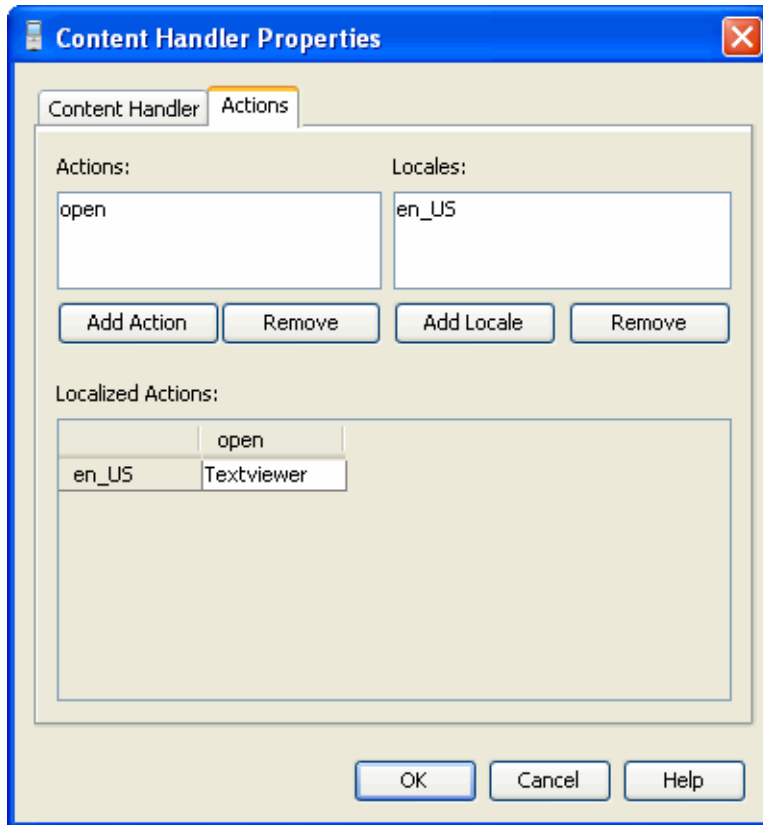 Content Handler Properties
Content Handler Actions
Actions: Locales:
open en_US
Add Action Remove Add Locale Remove
Localized Actions:
open
en_US Textviewer
OK Cancel Help